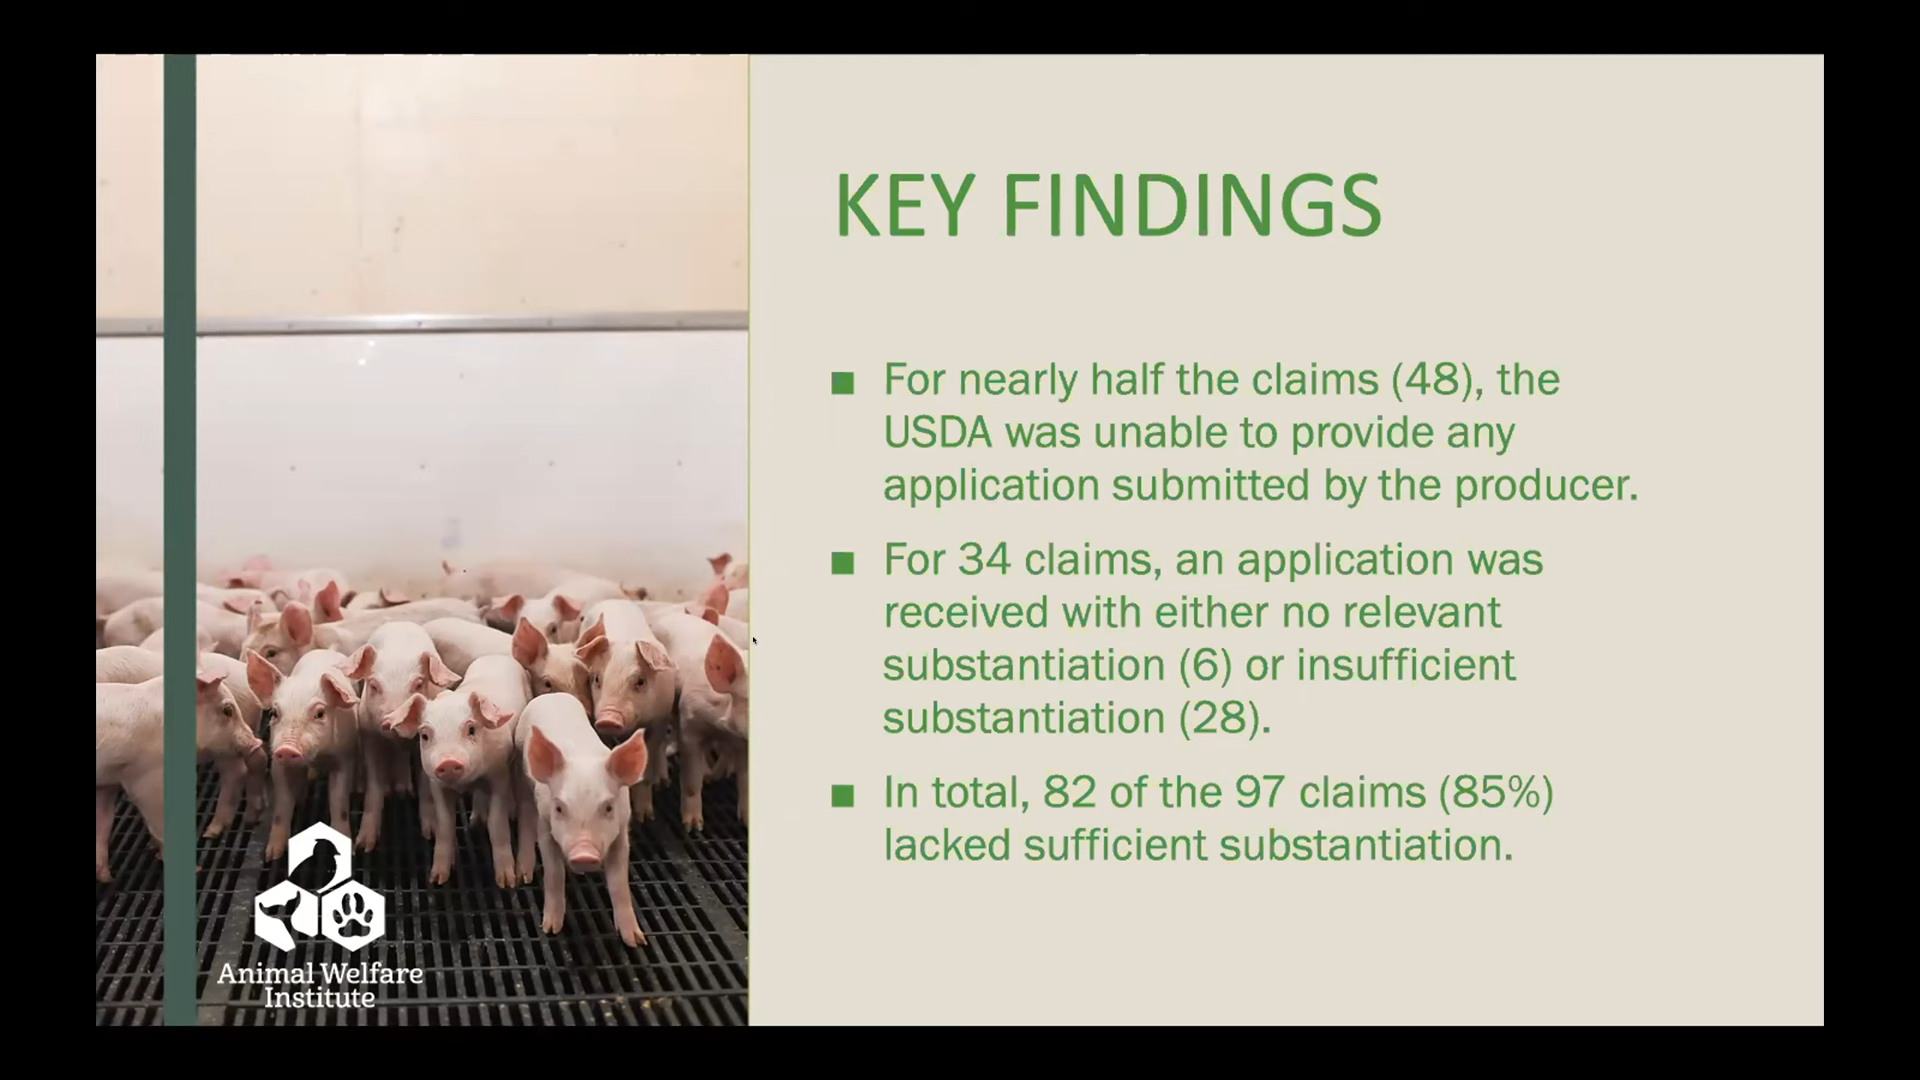 KEY FINDINGS
■ For nearly half the claims (48), the
USDA was unable to provide any
application submitted by the producer.
■ For 34 claims, an application was
received with either no relevant
substantiation (6) or insufficient
substantiation (28).
■ In total, 82 of the 97 claims (85%)
lacked sufficient substantiation.
Animal Welfare
Institute